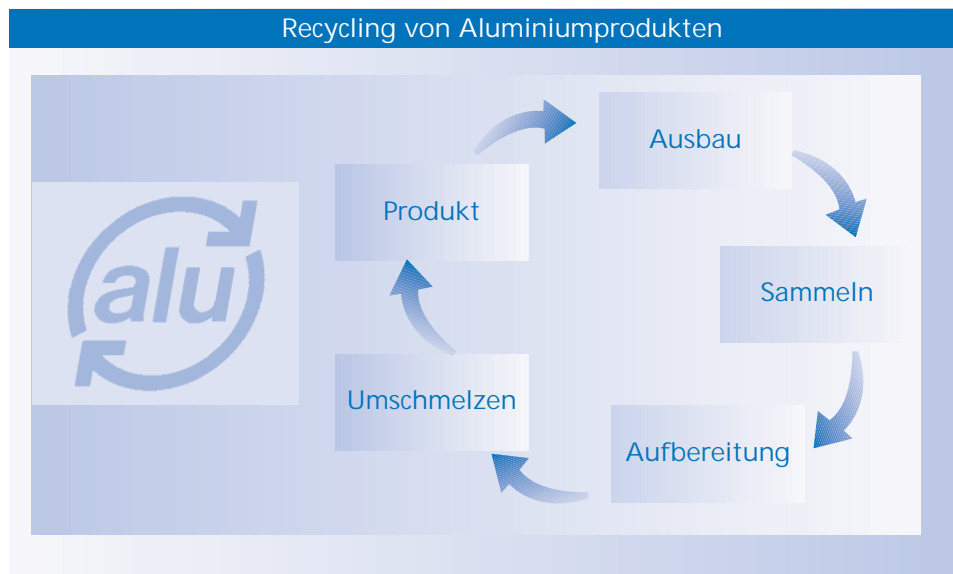 Recycling von Aluminiumprodukten
alu
Produkt
Ausbau
Sammeln
Aufbereitung
Umschmelzen